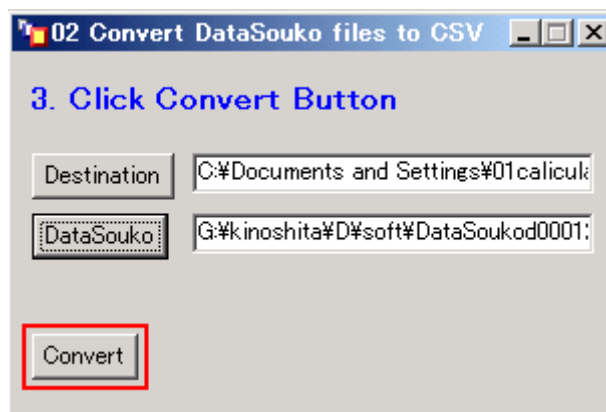 02 Convert DataSouko files to CSV
3. Click Convert Button
Destination
C:¥Documents and Settings¥01calicula
DataSouko
G:¥kinoshita¥D¥soft¥DataSoukod00012
Convert